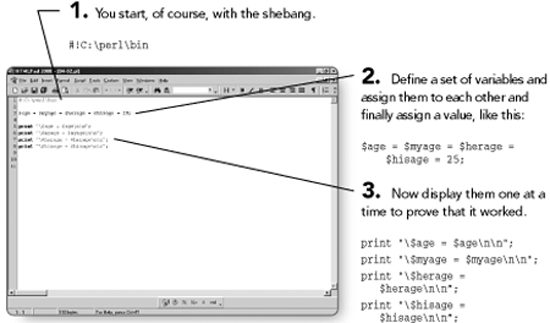 1. You start, of course, with the shebang.
#!C:\perl\bin
2. Define a set of variables and
assign them to each other and
finally assign a value, like this:
$age = $myage = $herage =
$hisage = 25;
3. Now display them one at a
time to prove that it worked.
print "\$age = $age\n\n";
print "\$myage = $myage\n\n";
print "\$herage =
$herage\n\n";
print "\$hisage =
$hisage\n\n";